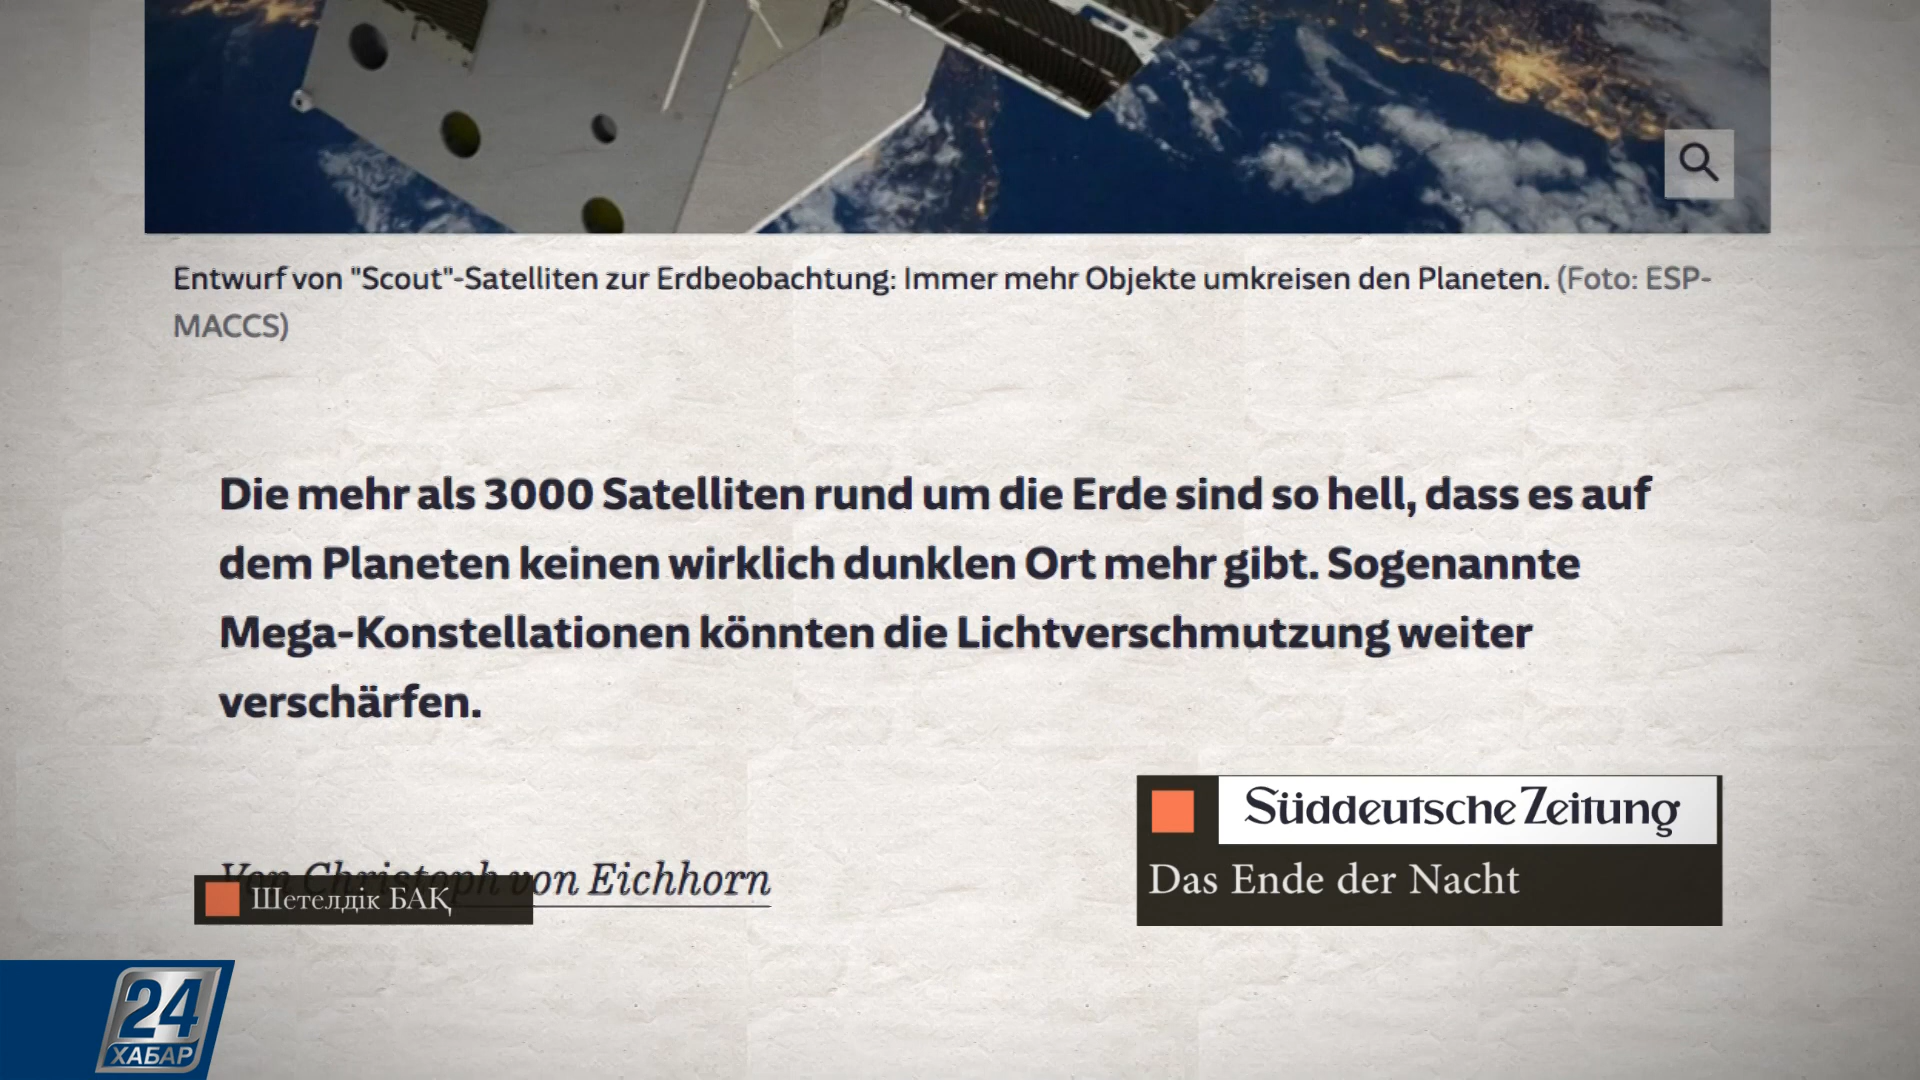 Entwurf von "Scout"-Satelliten zur Erdbeobachtung: Immer mehr Objekte umkreisen den Planeten. (Foto: ESP-
MACCS)
Die mehr als 3000 Satelliten rund um die Erde sind so hell, dass es auf
dem Planeten keinen wirklich dunklen Ort mehr gibt. Sogenannte
Mega-Konstellationen könnten die Lichtverschmutzung weiter
verschärfen.
Von Christoph von Eichhorn
Süddeutsche Zeitung
Das Ende der Nacht
Шетелдік БАҚ
24
ХАБАР